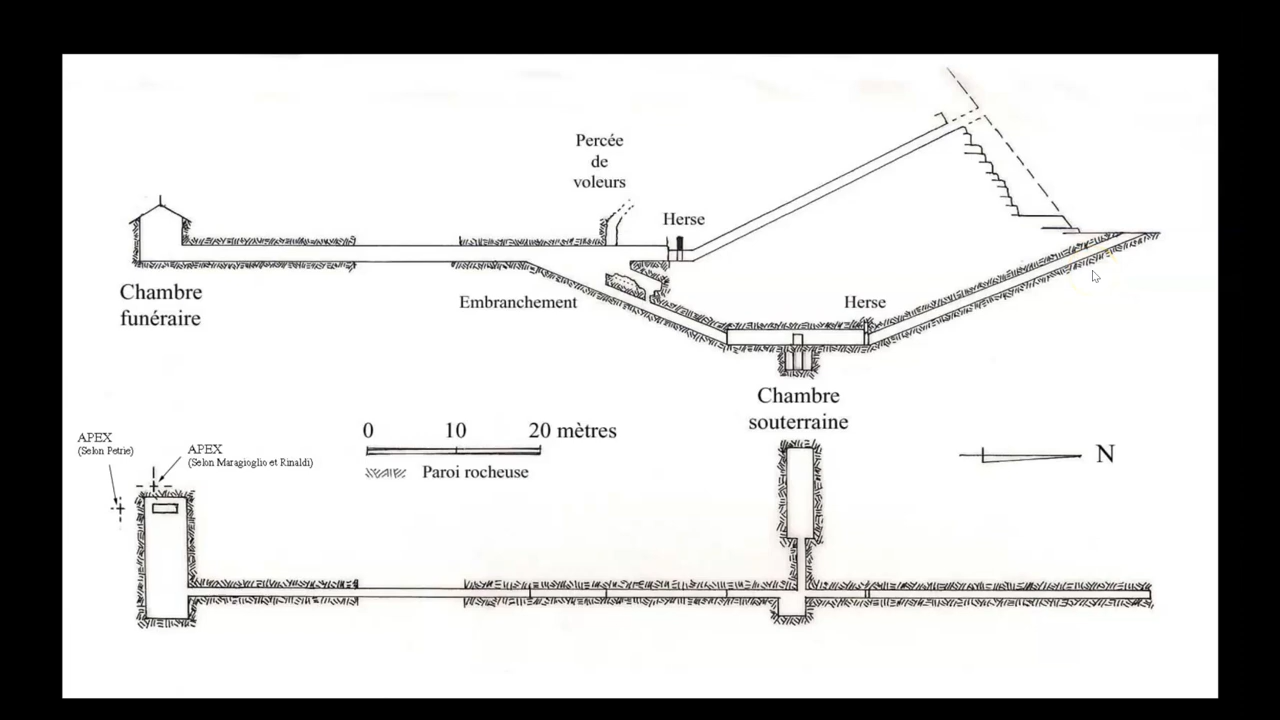 Percée
de
voleurs
Herse
Chambre
funéraire
Embranchement
Herse
Chambre
souterraine
0 10 20 mètres
Paroi rocheuse
N
APEX
(Selon Petrie)
APEX
(Selon Maragioglio et Rinaldi)